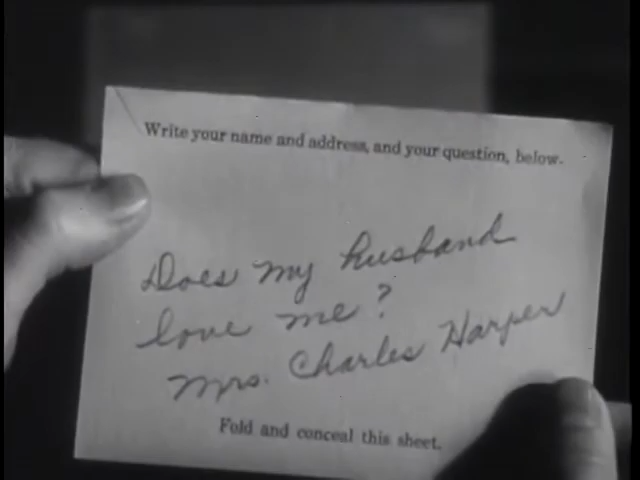 Write your name and address, and your question, below.
Does my husband
love me?
Mrs. Charles Harper
Fold and conceal this sheet.